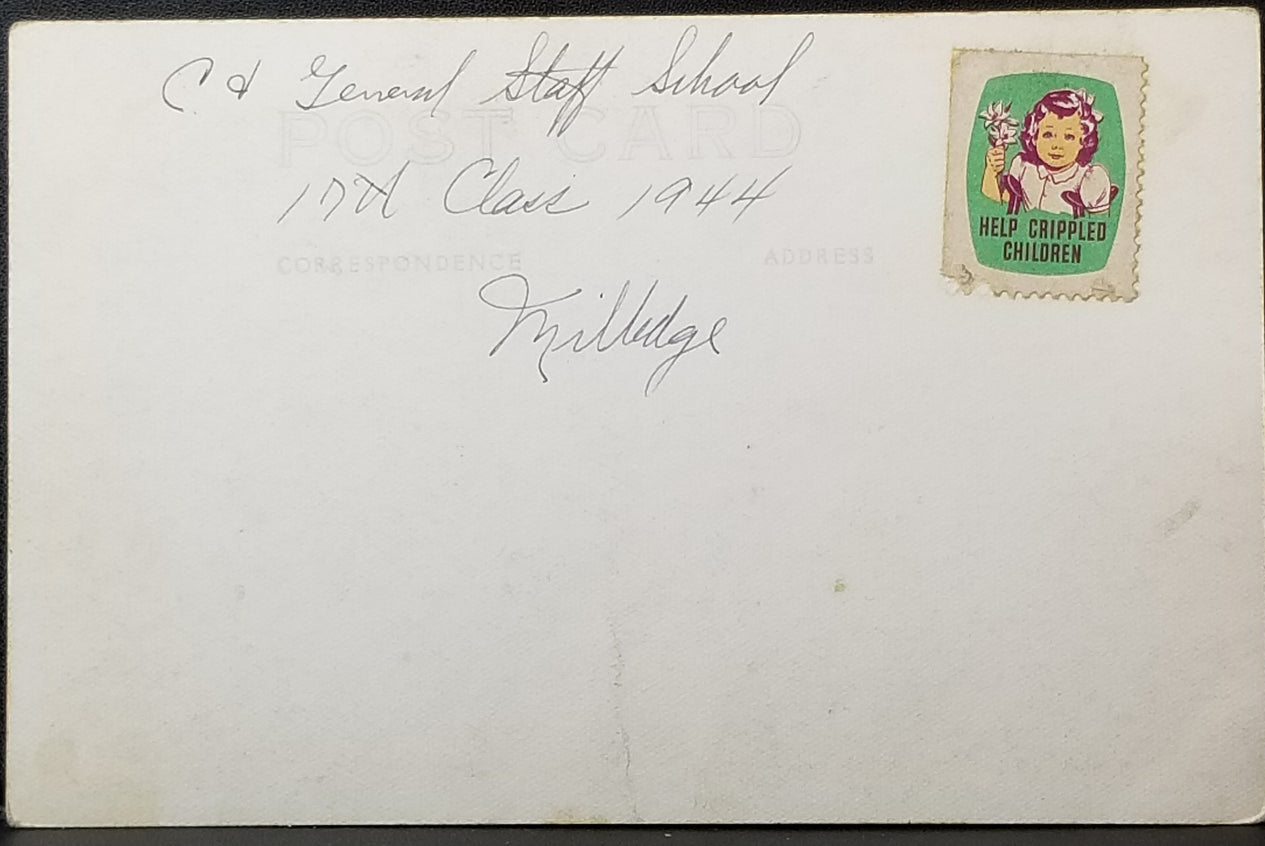 C & General Staff School
POST CARD
17th Class 1944
CORRESPONDENCE
ADDRESS
Milledge
HELP CRIPPLED
CHILDREN